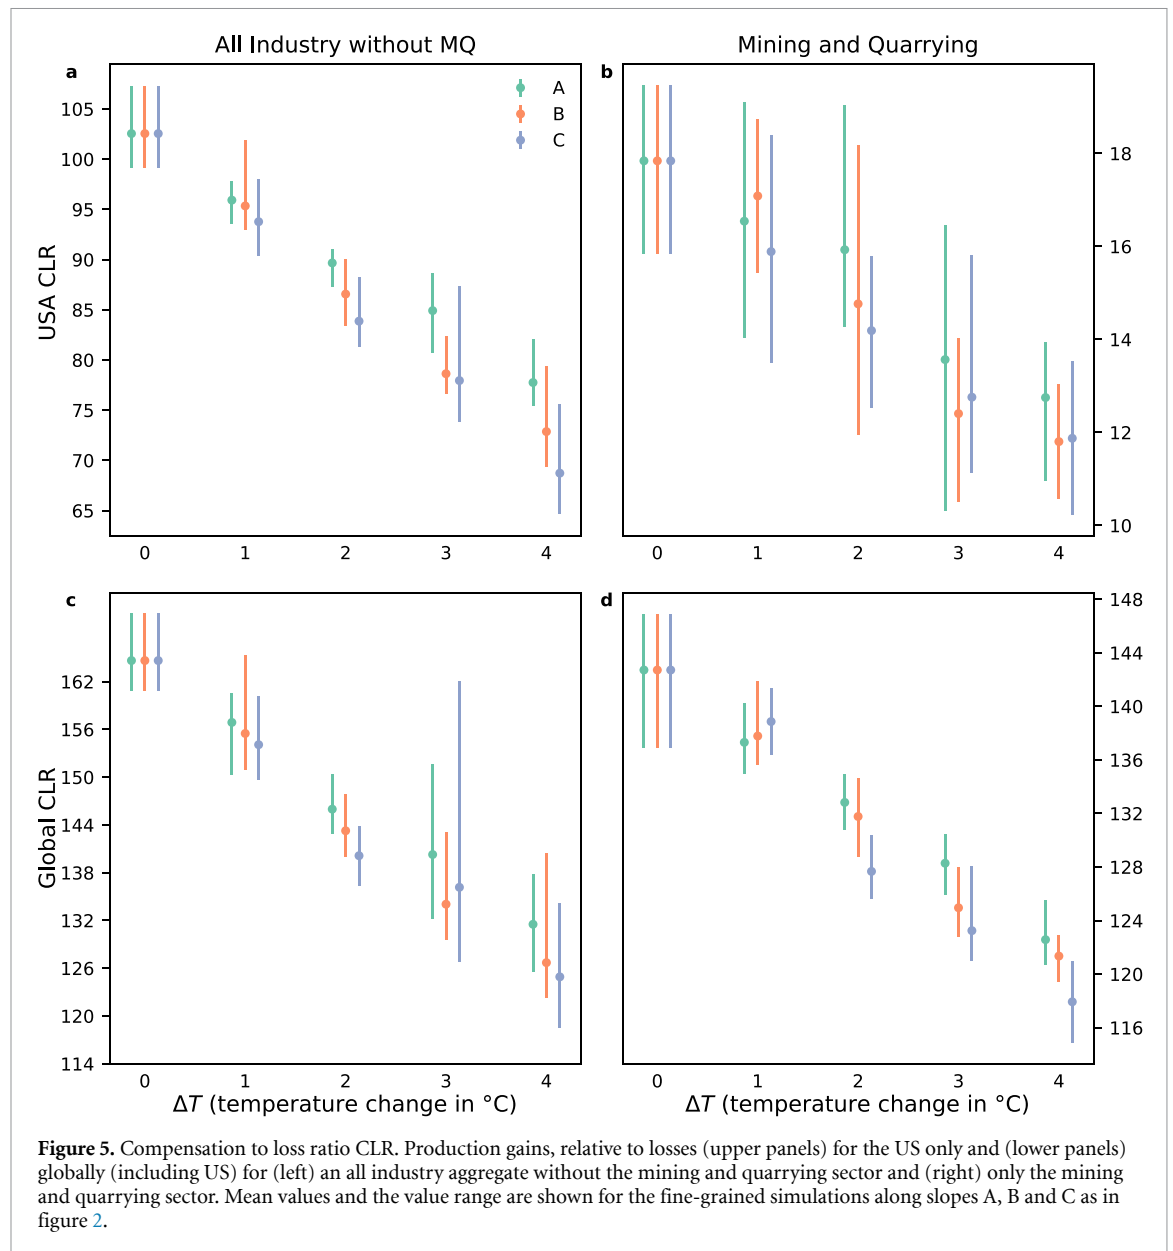 All Industry without MQ
Mining and Quarrying
a
A
B
C
105
100
95
90
85
80
75
70
65
USA CLR
0 1 2 3 4
b
18
16
14
12
10
0 1 2 3 4
c
162
156
150
144
138
132
126
120
114
Global CLR
0 1 2 3 4
ΔT (temperature change in °C)
d
148
144
140
136
132
128
124
120
116
0 1 2 3 4
ΔT (temperature change in °C)
Figure 5. Compensation to loss ratio CLR. Production gains, relative to losses (upper panels) for the US only and (lower panels)
globally (including US) for (left) an all industry aggregate without the mining and quarrying sector and (right) only the mining
and quarrying sector. Mean values and the value range are shown for the fine-grained simulations along slopes A, B and C as in
figure 2.